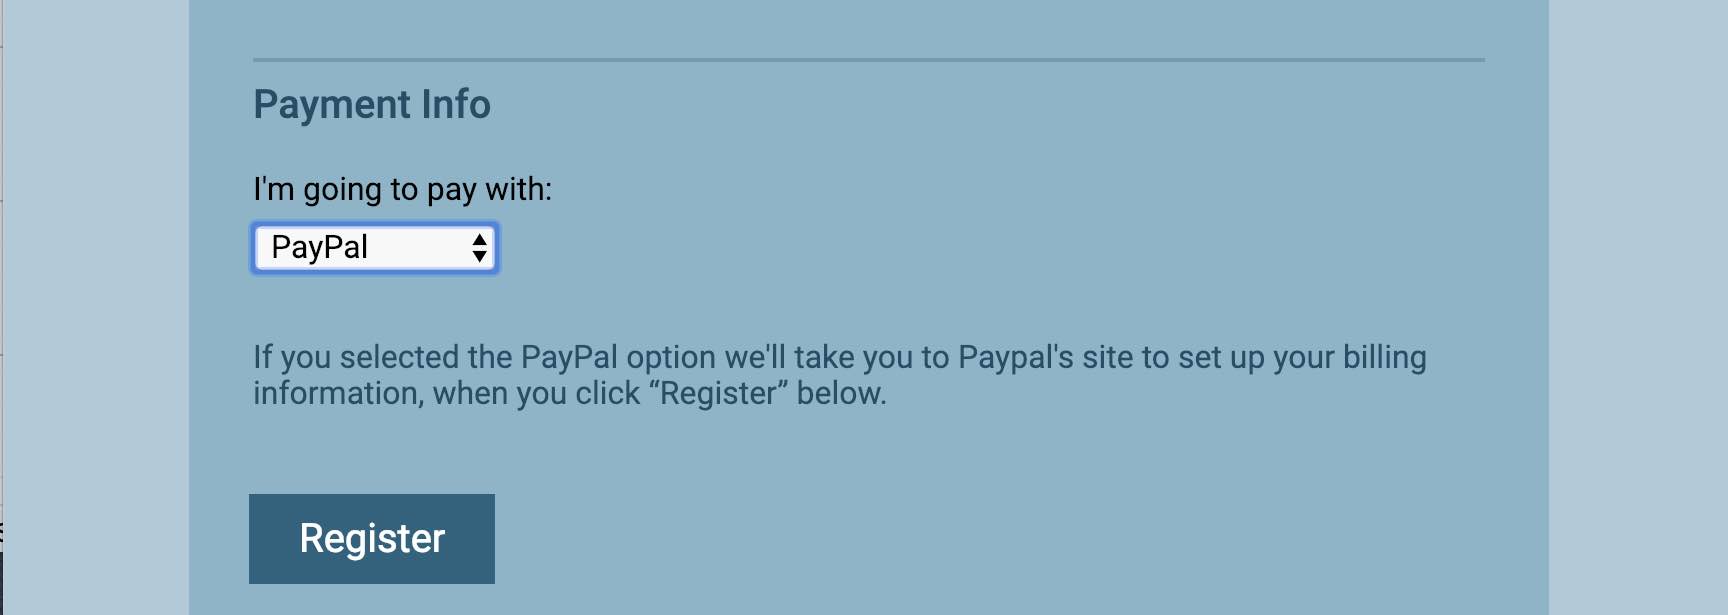 Payment Info
I'm going to pay with:
PayPal
If you selected the PayPal option we'll take you to Paypal's site to set up your billing
information, when you click “Register” below.
Register